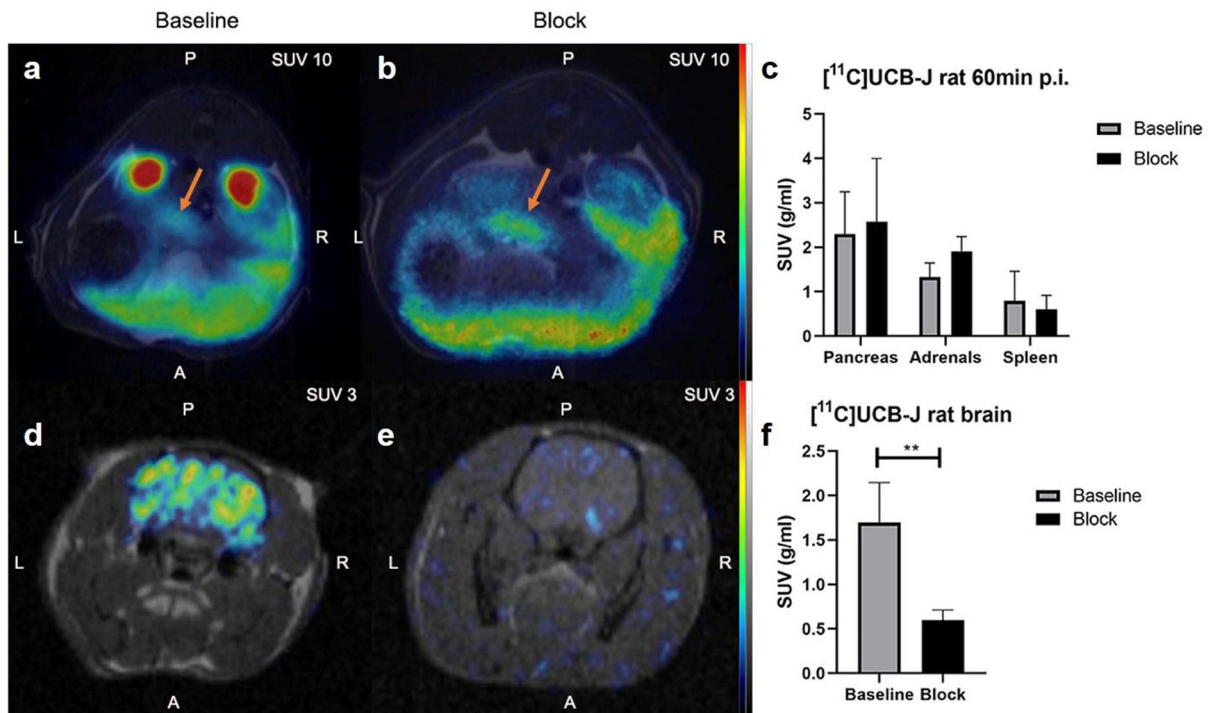 Baseline
Block
a
P
SUV 10
L
R
A
b
P
SUV 10
L
R
A
c
[¹¹C]UCB-J rat 60min p.i.
Baseline
Block
SUV (g/ml)
5
4
3
2
1
0
Pancreas Adrenals Spleen
d
P
SUV 3
L
R
A
e
P
SUV 3
L
R
A
f
[¹¹C]UCB-J rat brain
**
Baseline
Block
SUV (g/ml)
2.5
2.0
1.5
1.0
0.5
0.0
Baseline Block